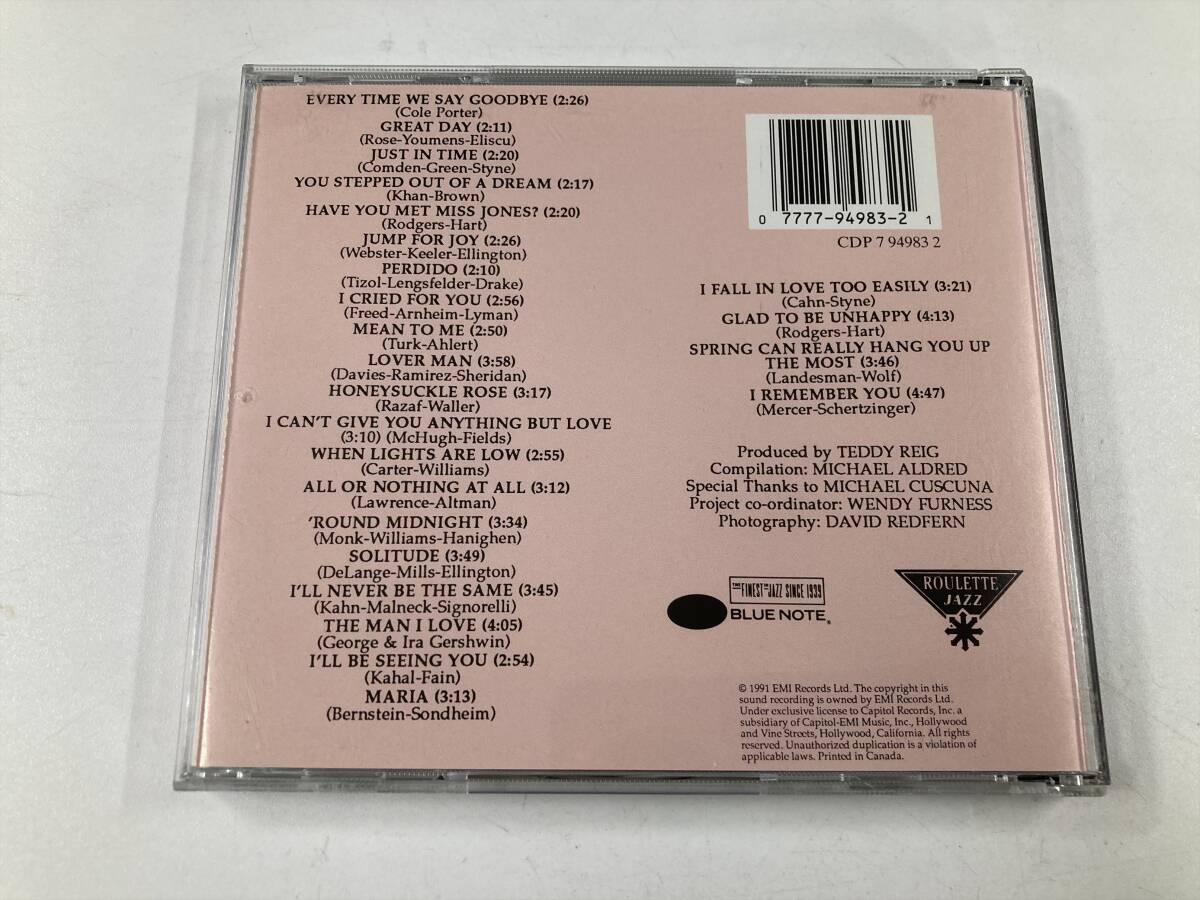 EVERY TIME WE SAY GOODBYE (2:26)
(Cole Porter)
GREAT DAY (2:11)
(Rose-Youmens-Eliscu)
JUST IN TIME (2:20)
(Comden-Green-Styne)
YOU STEPPED OUT OF A DREAM (2:17)
(Khan-Brown)
HAVE YOU MET MISS JONES? (2:20)
(Rodgers-Hart)
JUMP FOR JOY (2:26)
(Webster-Keeler-Ellington)
PERDIDO (2:10)
(Tizol-Lengsfelder-Drake)
I CRIED FOR YOU (2:56)
(Freed-Arnheim-Lyman)
MEAN TO ME (2:50)
(Turk-Ahlert)
LOVER MAN (3:58)
(Davies-Ramirez-Sheridan)
HONEYSUCKLE ROSE (3:17)
(Razaf-Waller)
I CAN'T GIVE YOU ANYTHING BUT LOVE
(3:10) (McHugh-Fields)
WHEN LIGHTS ARE LOW (2:55)
(Carter-Williams)
ALL OR NOTHING AT ALL (3:12)
(Lawrence-Altman)
'ROUND MIDNIGHT (3:34)
(Monk-Williams-Hanighen)
SOLITUDE (3:49)
(DeLange-Mills-Ellington)
I'LL NEVER BE THE SAME (3:45)
(Kahn-Malneck-Signorelli)
THE MAN I LOVE (4:05)
(George & Ira Gershwin)
I'LL BE SEEING YOU (2:54)
(Kahal-Fain)
MARIA (3:13)
(Bernstein-Sondheim)
0 7777-94983-2 1
CDP 7 94983 2
I FALL IN LOVE TOO EASILY (3:21)
(Cahn-Styne)
GLAD TO BE UNHAPPY (4:13)
(Rodgers-Hart)
SPRING CAN REALLY HANG YOU UP
THE MOST (3:46)
(Landesman-Wolf)
I REMEMBER YOU (4:47)
(Mercer-Schertzinger)
Produced by TEDDY REIG
Compilation: MICHAEL ALDRED
Special Thanks to MICHAEL CUSCUNA
Project co-ordinator: WENDY FURNESS
Photography: DAVID REDFERN
THE FINEST IN JAZZ SINCE 1939
BLUE NOTE®
ROULETTE
JAZZ
© 1991 EMI Records Ltd. The copyright in this
sound recording is owned by EMI Records Ltd.
Under exclusive license to Capitol Records, Inc. a
subsidiary of Capitol-EMI Music, Inc., Hollywood
and Vine Streets, Hollywood, California. All rights
reserved. Unauthorized duplication is a violation of
applicable laws. Printed in Canada.